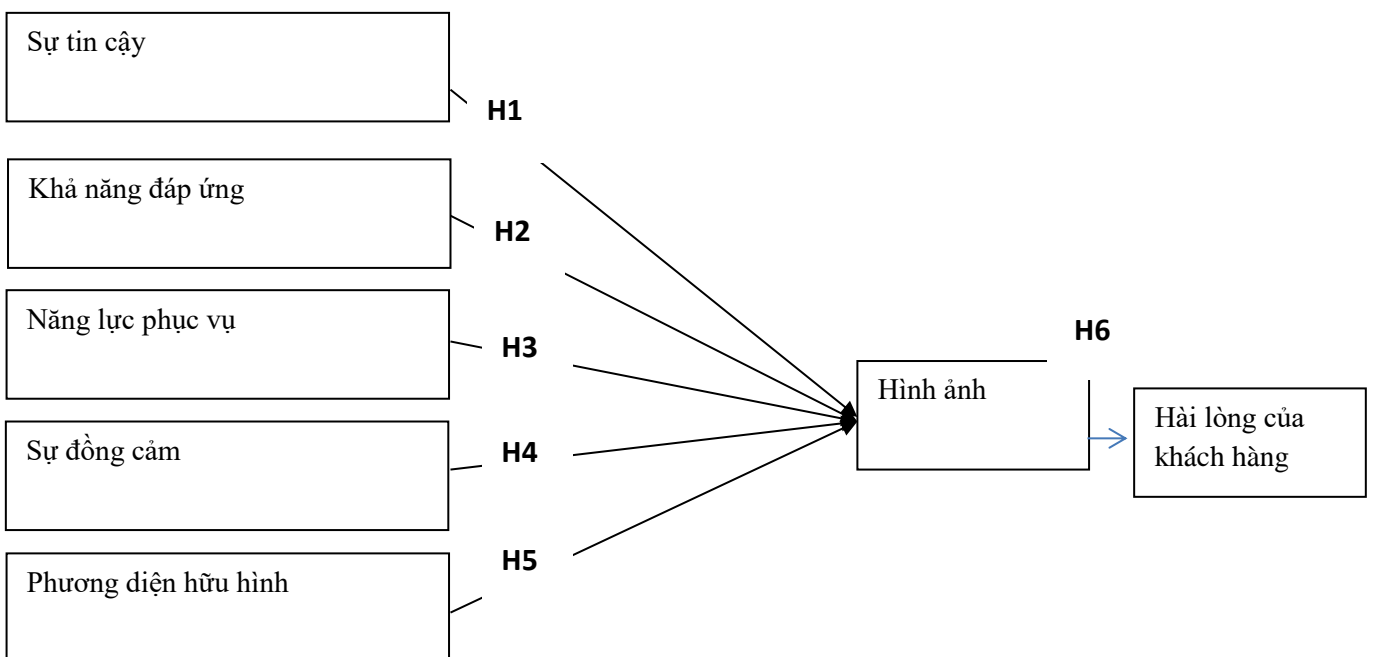 Sự tin cậy
H1
Khả năng đáp ứng
H2
Năng lực phục vụ
H3
Sự đồng cảm
H4
Phương diện hữu hình
H5
Hình ảnh
H6
Hài lòng của
khách hàng